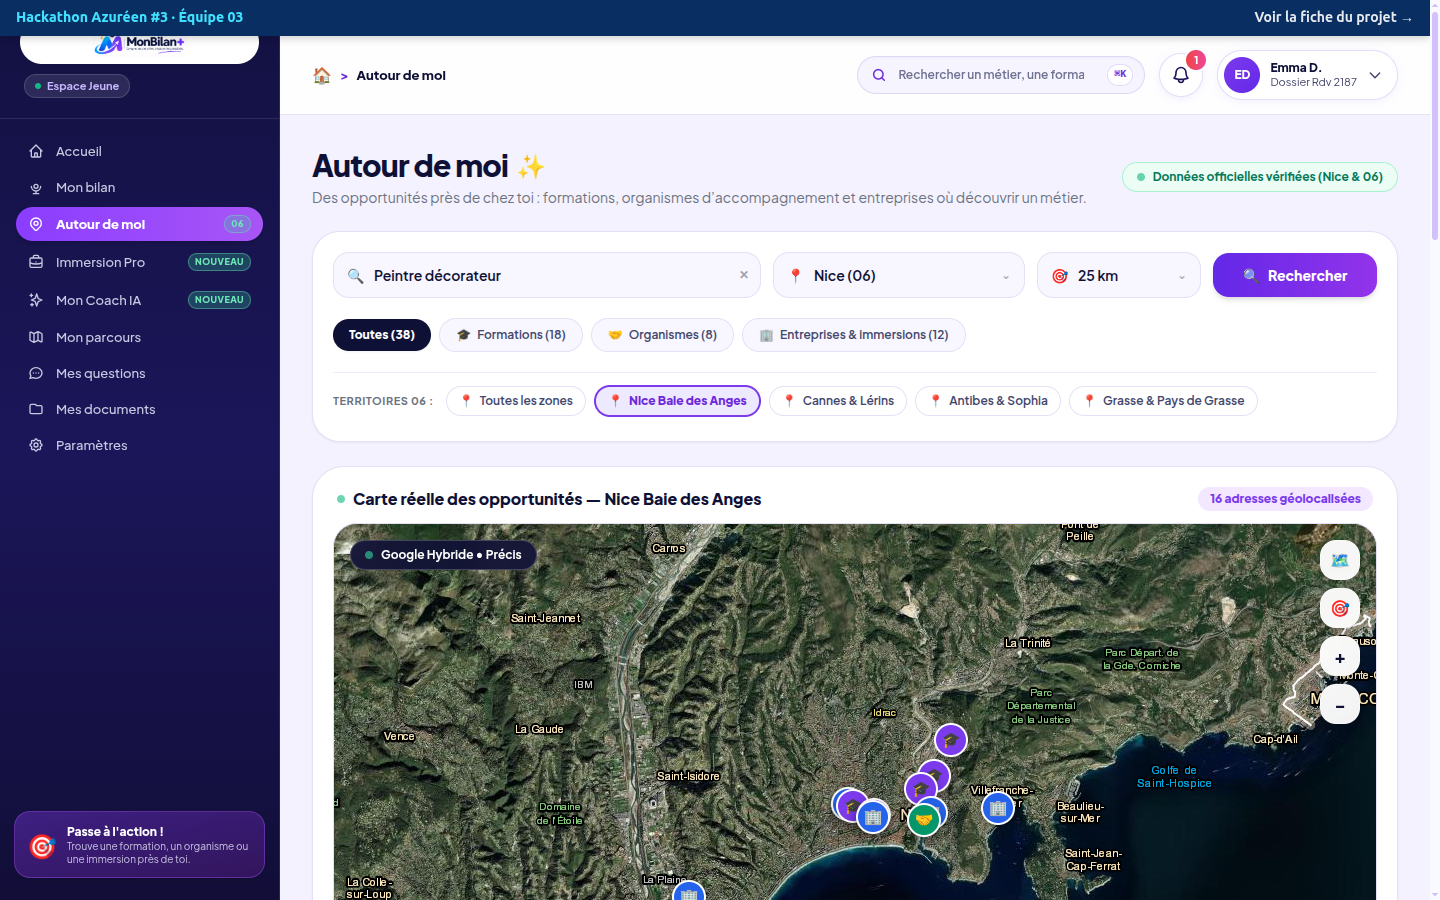 Hackathon Azuréen #3 · Équipe 03
Voir la fiche du projet →
MonBilan+
Espace Jeune
Accueil
Mon bilan
Autour de moi
06
Immersion Pro
NOUVEAU
Mon Coach IA
NOUVEAU
Mon parcours
Mes questions
Mes documents
Paramètres
Passe à l'action !
Trouve une formation, un organisme ou
une immersion près de toi.
> Autour de moi
Rechercher un métier, une forma
⌘K
1
ED
Emma D.
Dossier Rdv 2187
Autour de moi
Des opportunités près de chez toi : formations, organismes d'accompagnement et entreprises où découvrir un métier.
Données officielles vérifiées (Nice & 06)
Peintre décorateur
×
Nice (06)
25 km
Rechercher
Toutes (38)
Formations (18)
Organismes (8)
Entreprises & immersions (12)
TERRITOIRES 06 :
Toutes les zones
Nice Baie des Anges
Cannes & Lérins
Antibes & Sophia
Grasse & Pays de Grasse
Carte réelle des opportunités — Nice Baie des Anges
16 adresses géolocalisées
Google Hybride • Précis
Carros
Pont de
Peille
Saint-Jeannet
La Trinité
Parc Départ. de
la Gde. Corniche
IBM
Parc
Départemental
de la Justice
Idrac
La Gaude
Vence
Cap-d'Ail
Saint-Isidore
Golfe de
Saint-Hospice
Domaine
de l'Étoile
Beaulieu-
sur-Mer
Saint-Jean-
Cap-Ferrat
La Plaine
La Colle-
sur-Loup
+
−